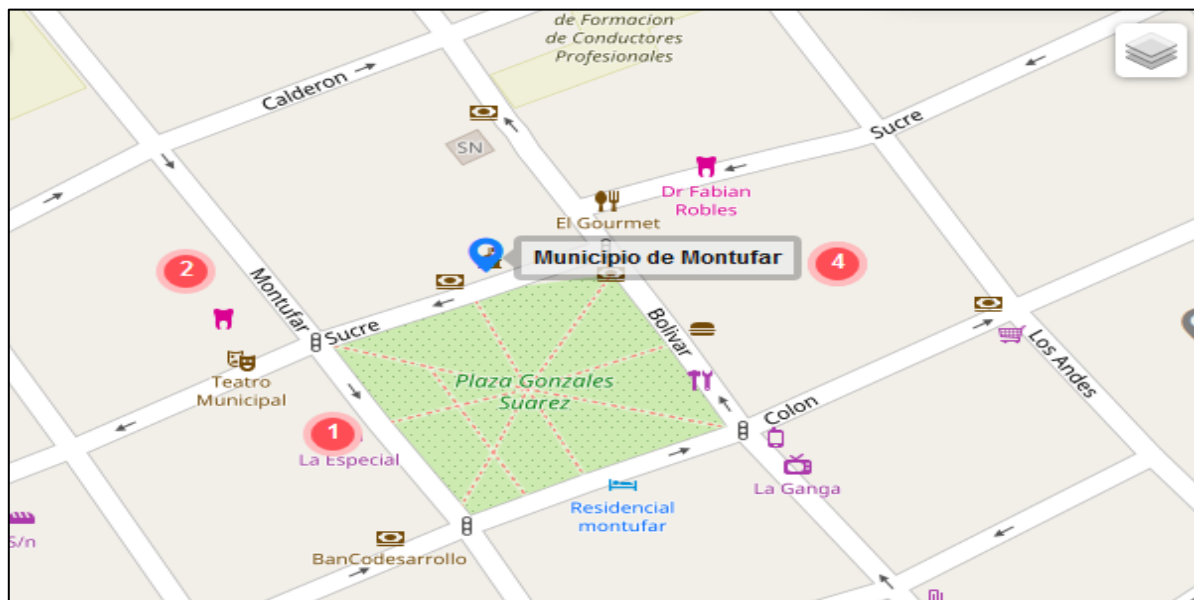 de Formacion
de Conductores
Profesionales
Calderon
Sucre
SN
Dr Fabian
Robles
El Gourmet
Municipio de Montufar
2
4
Montufar
Sucre
Bolivar
Los Andes
Teatro
Municipal
Plaza Gonzales
Suarez
Colon
1
La Especial
La Ganga
Residencial
montufar
S/n
BanCodesarrollo